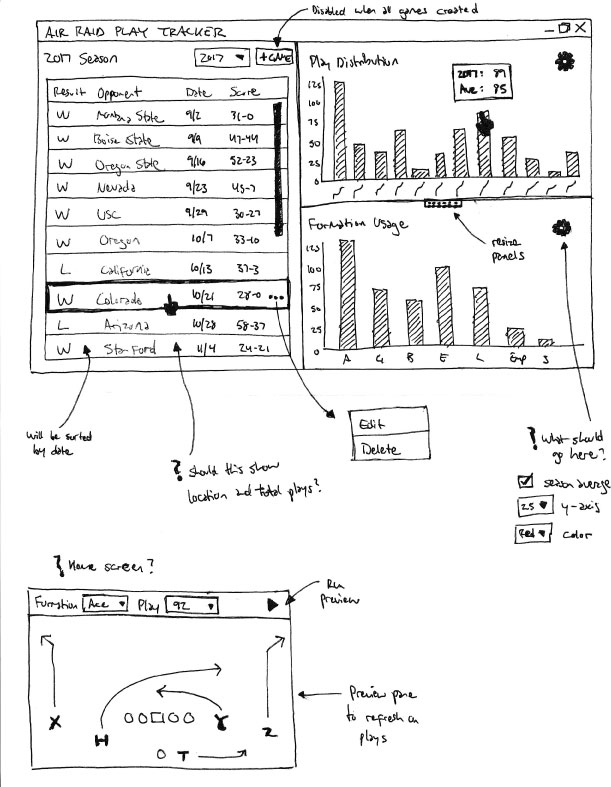 Disabled when all games created
AIR RAID PLAY TRACKER
2017 Season
2017
+GAME
Result Opponent Date Score
W Montana State 9/2 31-0
W Boise State 9/9 47-44
W Oregon State 9/16 52-23
W Nevada 9/23 45-7
W USC 9/29 30-27
W Oregon 10/7 33-10
L California 10/13 37-3
W Colorado 10/21 28-0 ...
L Arizona 10/28 58-37
W Stanford 11/4 24-21
Play Distribution
125
100
75
50
25
0
2017: 89
Ave: 85
Formation Usage
125
100
75
50
25
0
A G B E L Emp S
resize
panels
Edit
Delete
will be sorted
by date
? should this show
location and total plays?
? what should
go here?
season average
25 y-axis
Red color
? Home screen?
Formation Ace Play 92
Run
preview
X H Y Z
T
Preview pane
to refresh on
plays